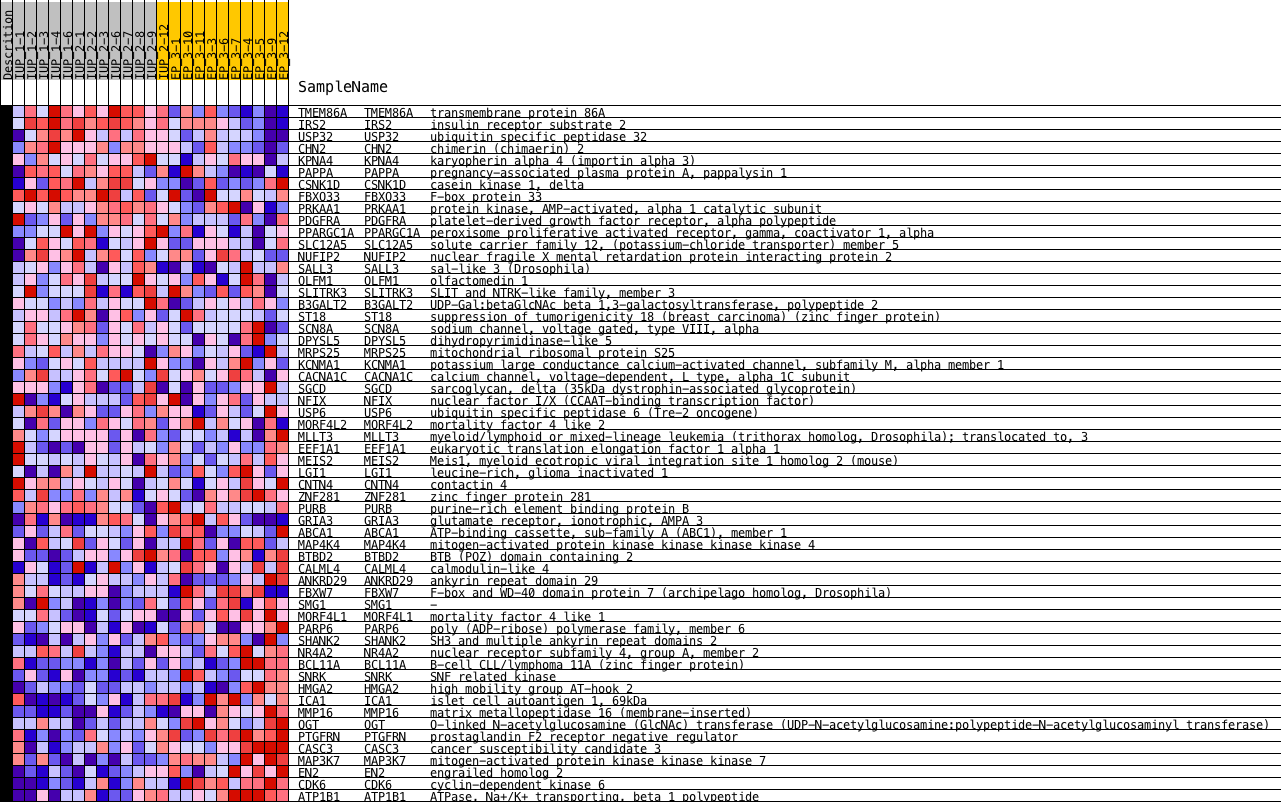 Descrition
IUP_1-1
IUP_1-2
IUP_1-3
IUP_1-4
IUP_1-6
IUP_2-1
IUP_2-2
IUP_2-3
IUP_2-6
IUP_2-7
IUP_2-8
IUP_2-9
IUP_2-12
EP_3-1
EP_3-10
EP_3-11
EP_3-3
EP_3-6
EP_3-7
EP_3-4
EP_3-5
EP_3-9
EP_3-12
SampleName
TMEM86A TMEM86A transmembrane protein 86A
IRS2 IRS2 insulin receptor substrate 2
USP32 USP32 ubiquitin specific peptidase 32
CHN2 CHN2 chimerin (chimaerin) 2
KPNA4 KPNA4 karyopherin alpha 4 (importin alpha 3)
PAPPA PAPPA pregnancy-associated plasma protein A, pappalysin 1
CSNK1D CSNK1D casein kinase 1, delta
FBXO33 FBXO33 F-box protein 33
PRKAA1 PRKAA1 protein kinase, AMP-activated, alpha 1 catalytic subunit
PDGFRA PDGFRA platelet-derived growth factor receptor, alpha polypeptide
PPARGC1A PPARGC1A peroxisome proliferative activated receptor, gamma, coactivator 1, alpha
SLC12A5 SLC12A5 solute carrier family 12, (potassium-chloride transporter) member 5
NUFIP2 NUFIP2 nuclear fragile X mental retardation protein interacting protein 2
SALL3 SALL3 sal-like 3 (Drosophila)
OLFM1 OLFM1 olfactomedin 1
SLITRK3 SLITRK3 SLIT and NTRK-like family, member 3
B3GALT2 B3GALT2 UDP-Gal:betaGlcNAc beta 1,3-galactosyltransferase, polypeptide 2
ST18 ST18 suppression of tumorigenicity 18 (breast carcinoma) (zinc finger protein)
SCN8A SCN8A sodium channel, voltage gated, type VIII, alpha
DPYSL5 DPYSL5 dihydropyrimidinase-like 5
MRPS25 MRPS25 mitochondrial ribosomal protein S25
KCNMA1 KCNMA1 potassium large conductance calcium-activated channel, subfamily M, alpha member 1
CACNA1C CACNA1C calcium channel, voltage-dependent, L type, alpha 1C subunit
SGCD SGCD sarcoglycan, delta (35kDa dystrophin-associated glycoprotein)
NFIX NFIX nuclear factor I/X (CCAAT-binding transcription factor)
USP6 USP6 ubiquitin specific peptidase 6 (Tre-2 oncogene)
MORF4L2 MORF4L2 mortality factor 4 like 2
MLLT3 MLLT3 myeloid/lymphoid or mixed-lineage leukemia (trithorax homolog, Drosophila); translocated to, 3
EEF1A1 EEF1A1 eukaryotic translation elongation factor 1 alpha 1
MEIS2 MEIS2 Meis1, myeloid ecotropic viral integration site 1 homolog 2 (mouse)
LGI1 LGI1 leucine-rich, glioma inactivated 1
CNTN4 CNTN4 contactin 4
ZNF281 ZNF281 zinc finger protein 281
PURB PURB purine-rich element binding protein B
GRIA3 GRIA3 glutamate receptor, ionotrophic, AMPA 3
ABCA1 ABCA1 ATP-binding cassette, sub-family A (ABC1), member 1
MAP4K4 MAP4K4 mitogen-activated protein kinase kinase kinase kinase 4
BTBD2 BTBD2 BTB (POZ) domain containing 2
CALML4 CALML4 calmodulin-like 4
ANKRD29 ANKRD29 ankyrin repeat domain 29
FBXW7 FBXW7 F-box and WD-40 domain protein 7 (archipelago homolog, Drosophila)
SMG1 SMG1 -
MORF4L1 MORF4L1 mortality factor 4 like 1
PARP6 PARP6 poly (ADP-ribose) polymerase family, member 6
SHANK2 SHANK2 SH3 and multiple ankyrin repeat domains 2
NR4A2 NR4A2 nuclear receptor subfamily 4, group A, member 2
BCL11A BCL11A B-cell CLL/lymphoma 11A (zinc finger protein)
SNRK SNRK SNF related kinase
HMGA2 HMGA2 high mobility group AT-hook 2
ICA1 ICA1 islet cell autoantigen 1, 69kDa
MMP16 MMP16 matrix metallopeptidase 16 (membrane-inserted)
OGT OGT O-linked N-acetylglucosamine (GlcNAc) transferase (UDP-N-acetylglucosamine:polypeptide-N-acetylglucosaminyl transferase)
PTGFRN PTGFRN prostaglandin F2 receptor negative regulator
CASC3 CASC3 cancer susceptibility candidate 3
MAP3K7 MAP3K7 mitogen-activated protein kinase kinase kinase 7
EN2 EN2 engrailed homolog 2
CDK6 CDK6 cyclin-dependent kinase 6
ATP1B1 ATP1B1 ATPase, Na+/K+ transporting, beta 1 polypeptide